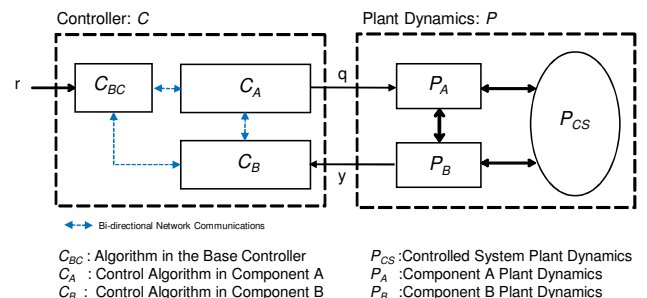 Controller: C
Plant Dynamics: P
r
C_BC
C_A
q
P_A
P_CS
C_B
y
P_B
Bi-directional Network Communications
C_BC : Algorithm in the Base Controller
C_A : Control Algorithm in Component A
C_B : Control Algorithm in Component B
P_CS :Controlled System Plant Dynamics
P_A :Component A Plant Dynamics
P_B :Component B Plant Dynamics